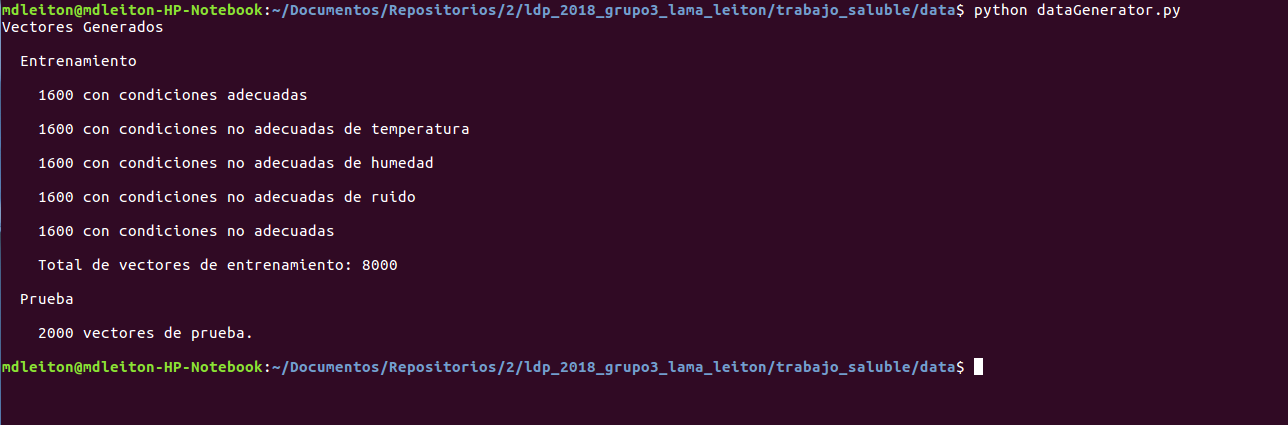 mdleiton@mdleiton-HP-Notebook:~/Documentos/Repositorios/2/ldp_2018_grupo3_lama_leiton/trabajo_saluble/data$ python dataGenerator.py
Vectores Generados
Entrenamiento
1600 con condiciones adecuadas
1600 con condiciones no adecuadas de temperatura
1600 con condiciones no adecuadas de humedad
1600 con condiciones no adecuadas de ruido
1600 con condiciones no adecuadas
Total de vectores de entrenamiento: 8000
Prueba
2000 vectores de prueba.
mdleiton@mdleiton-HP-Notebook:~/Documentos/Repositorios/2/ldp_2018_grupo3_lama_leiton/trabajo_saluble/data$